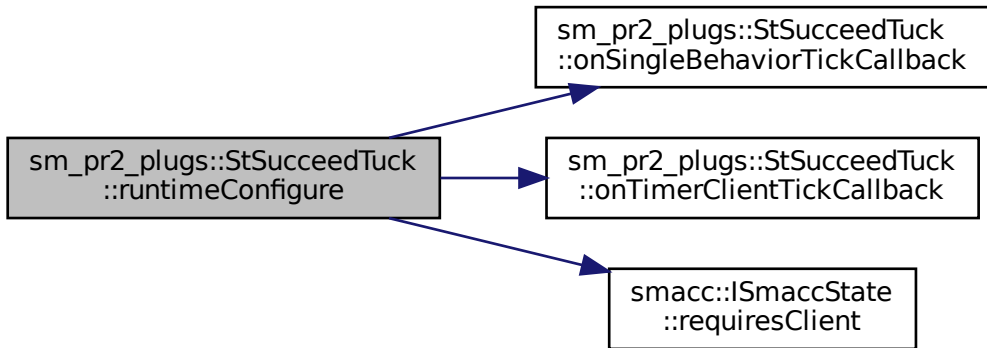 sm_pr2_plugs::StSucceedTuck
::runtimeConfigure
sm_pr2_plugs::StSucceedTuck
::onSingleBehaviorTickCallback
sm_pr2_plugs::StSucceedTuck
::onTimerClientTickCallback
smacc::ISmaccState
::requiresClient